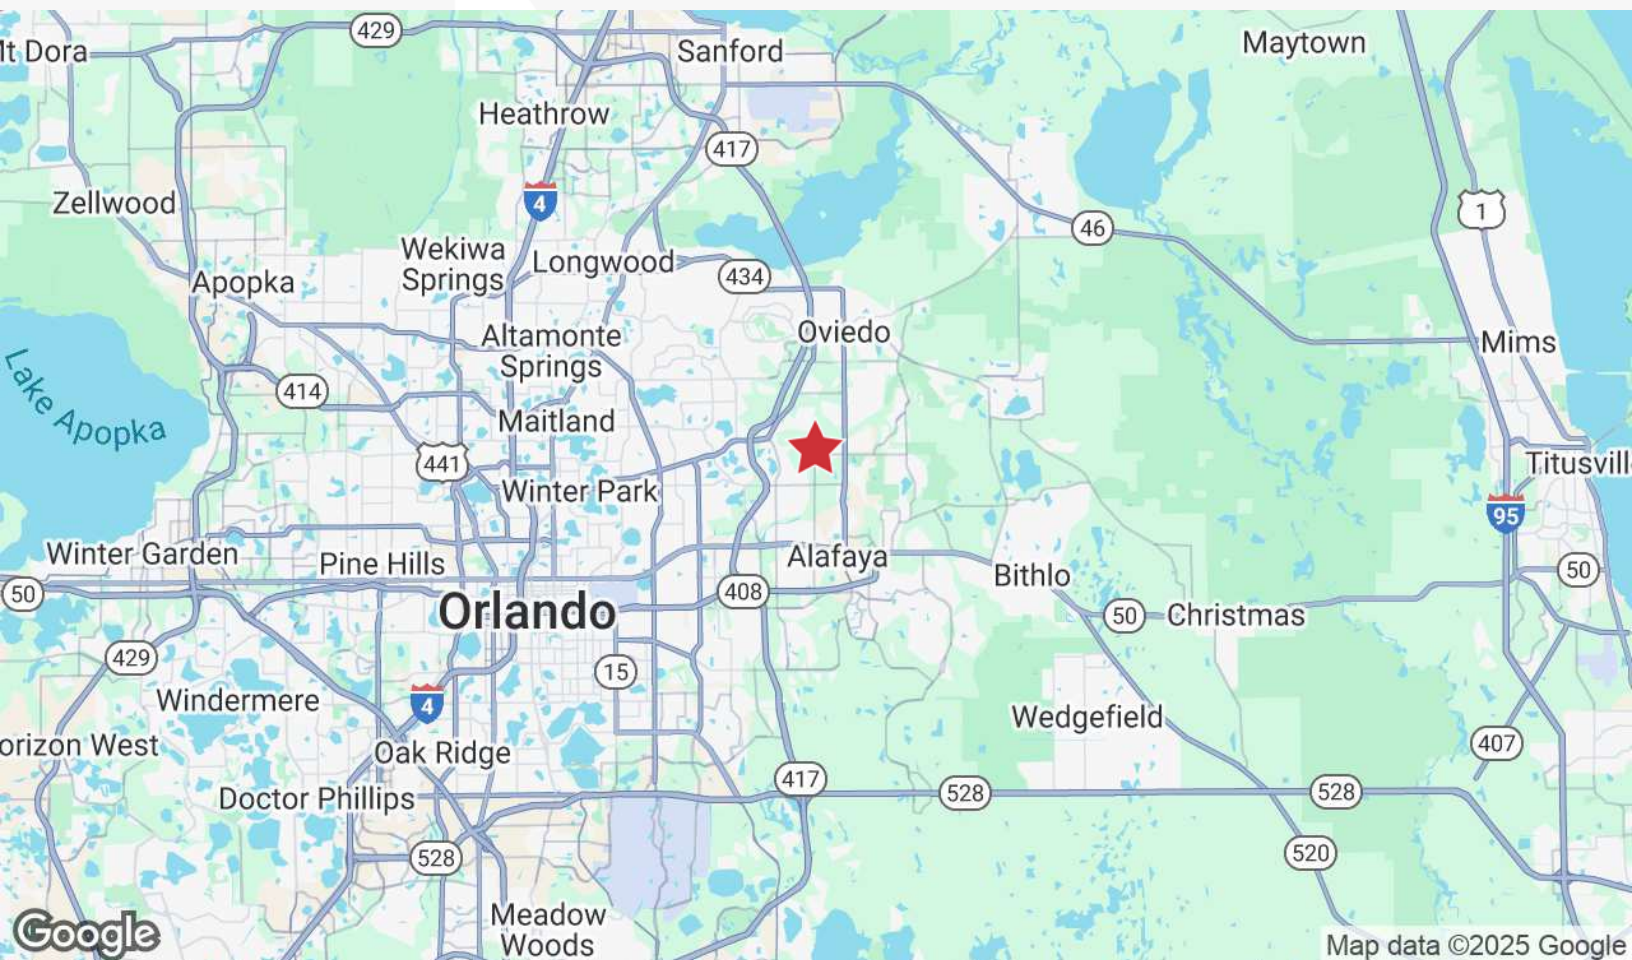 429
Mt Dora
Sanford
Maytown
Heathrow
417
Zellwood
4
1
46
Wekiwa
Springs
Longwood
434
Apopka
Oviedo
Altamonte
Springs
Mims
Lake Apopka
414
Maitland
441
Winter Park
Titusvill
95
Winter Garden
Pine Hills
Alafaya
Bithlo
50
50
408
Orlando
50
Christmas
429
15
Windermere
4
Wedgefield
orizon West
Oak Ridge
407
417
Doctor Phillips
528
528
528
520
Meadow
Woods
Google
Map data ©2025 Google